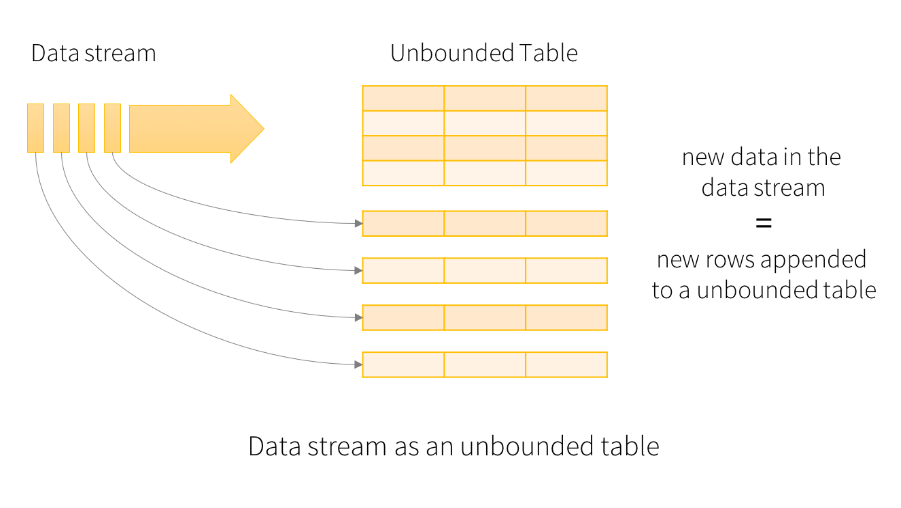 Data stream
Unbounded Table
new data in the
data stream
=
new rows appended
to a unbounded table
Data stream as an unbounded table